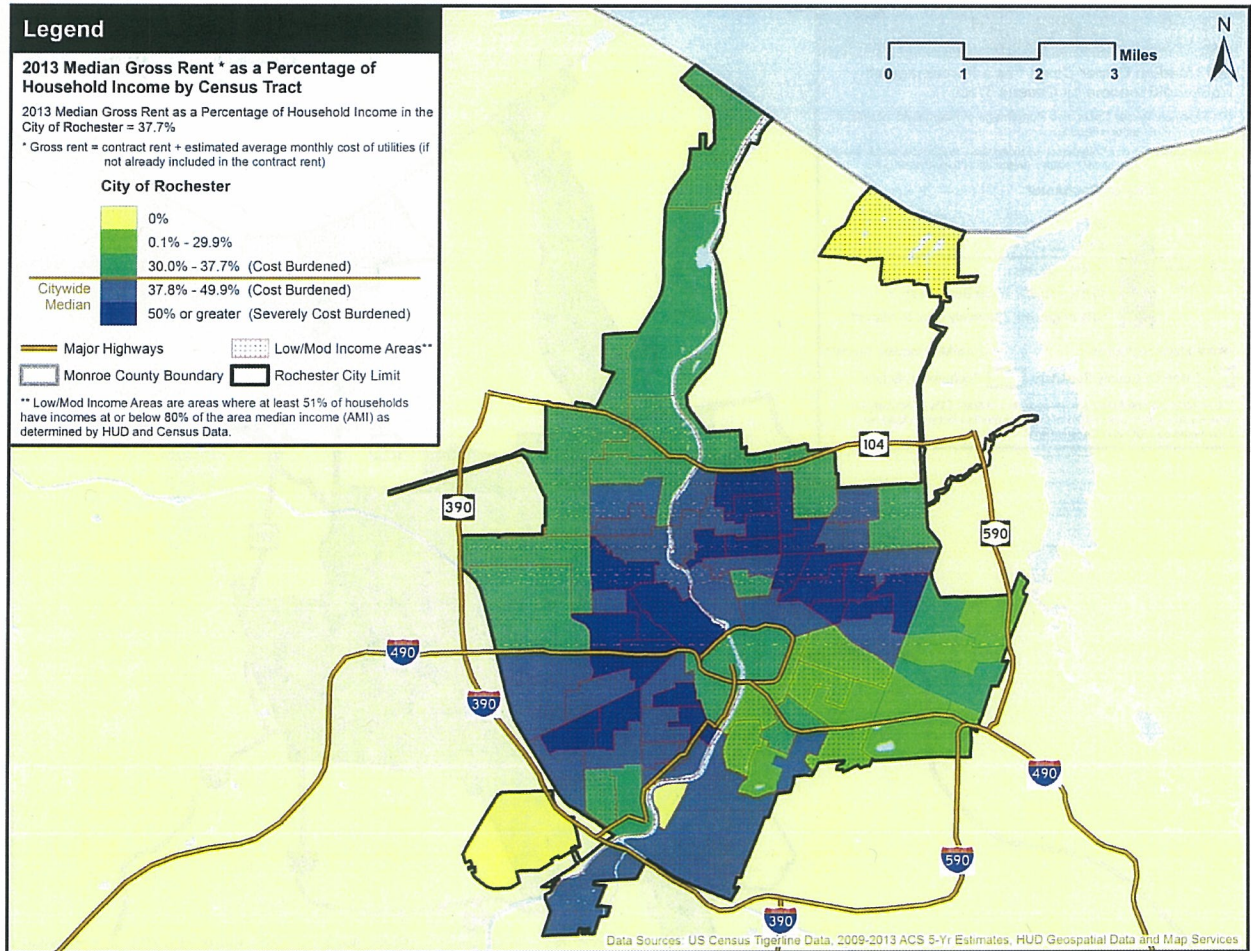 Legend
2013 Median Gross Rent * as a Percentage of
Household Income by Census Tract
2013 Median Gross Rent as a Percentage of Household Income in the
City of Rochester = 37.7%
* Gross rent = contract rent + estimated average monthly cost of utilities (if
not already included in the contract rent)
City of Rochester
0%
0.1% - 29.9%
30.0% - 37.7% (Cost Burdened)
Citywide
Median
37.8% - 49.9% (Cost Burdened)
50% or greater (Severely Cost Burdened)
Major Highways
Low/Mod Income Areas**
Monroe County Boundary
Rochester City Limit
** Low/Mod Income Areas are areas where at least 51% of households
have incomes at or below 80% of the area median income (AMI) as
determined by HUD and Census Data.
N
0 1 2 3 Miles
104
390
590
490
390
490
590
390
Data Sources: US Census Tigerline Data, 2009-2013 ACS 5-Yr Estimates, HUD Geospatial Data and Map Services